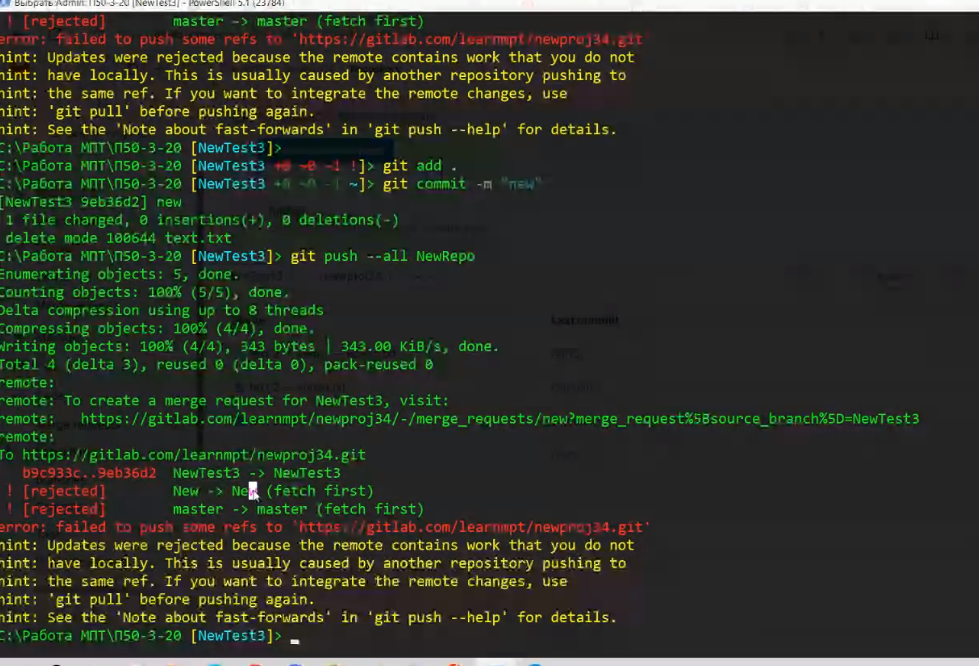 Выбрать Admin: П50-3-20 [NewTest3] - PowerShell 5.1 (23784)
! [rejected] master -> master (fetch first)
error: failed to push some refs to 'https://gitlab.com/learnmpt/newproj34.git'
hint: Updates were rejected because the remote contains work that you do not
hint: have locally. This is usually caused by another repository pushing to
hint: the same ref. If you want to integrate the remote changes, use
hint: 'git pull' before pushing again.
hint: See the 'Note about fast-forwards' in 'git push --help' for details.
C:\Работа МПТ\П50-3-20 [NewTest3]>
C:\Работа МПТ\П50-3-20 [NewTest3 +0 ~0 -1 !]> git add .
C:\Работа МПТ\П50-3-20 [NewTest3 +0 ~0 -1 ~]> git commit -m "new"
[NewTest3 9eb36d2] new
1 file changed, 0 insertions(+), 0 deletions(-)
delete mode 100644 text.txt
C:\Работа МПТ\П50-3-20 [NewTest3]> git push --all NewRepo
Enumerating objects: 5, done.
Counting objects: 100% (5/5), done.
Delta compression using up to 8 threads
Compressing objects: 100% (4/4), done.
Writing objects: 100% (4/4), 343 bytes | 343.00 KiB/s, done.
Total 4 (delta 3), reused 0 (delta 0), pack-reused 0
remote:
remote: To create a merge request for NewTest3, visit:
remote: https://gitlab.com/learnmpt/newproj34/-/merge_requests/new?merge_request%5Bsource_branch%5D=NewTest3
remote:
To https://gitlab.com/learnmpt/newproj34.git
b9c933c..9eb36d2 NewTest3 -> NewTest3
! [rejected] New -> New (fetch first)
! [rejected] master -> master (fetch first)
error: failed to push some refs to 'https://gitlab.com/learnmpt/newproj34.git'
hint: Updates were rejected because the remote contains work that you do not
hint: have locally. This is usually caused by another repository pushing to
hint: the same ref. If you want to integrate the remote changes, use
hint: 'git pull' before pushing again.
hint: See the 'Note about fast-forwards' in 'git push --help' for details.
C:\Работа МПТ\П50-3-20 [NewTest3]>